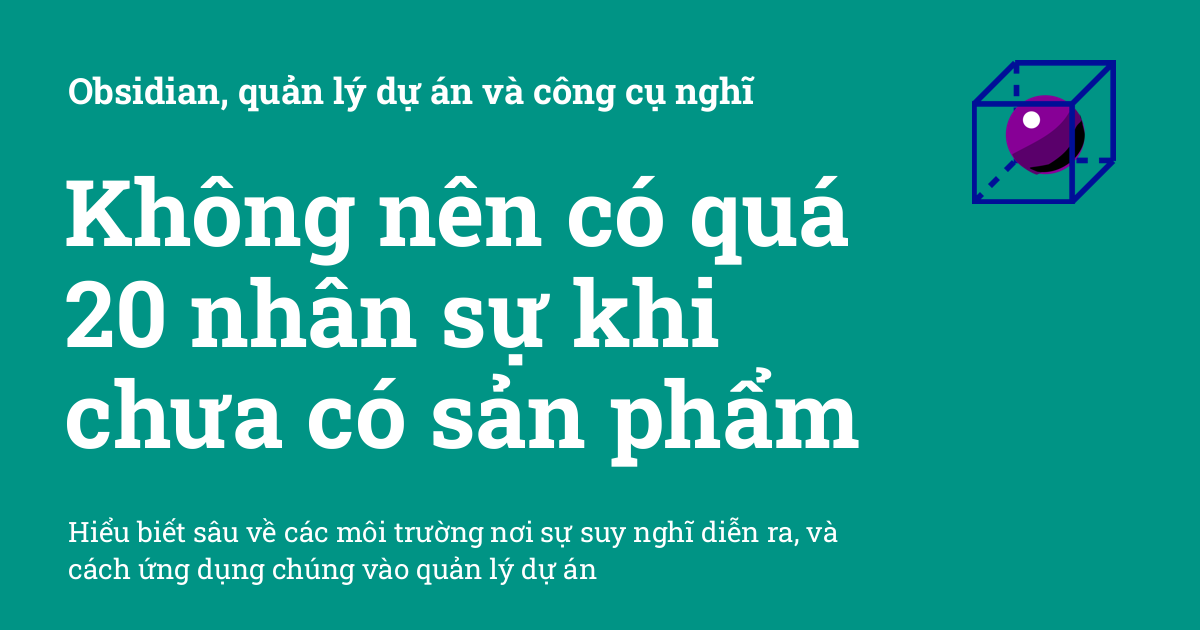 Obsidian, quản lý dự án và công cụ nghĩ
Không nên có quá
20 nhân sự khi
chưa có sản phẩm
Hiểu biết sâu về các môi trường nơi sự suy nghĩ diễn ra, và
cách ứng dụng chúng vào quản lý dự án